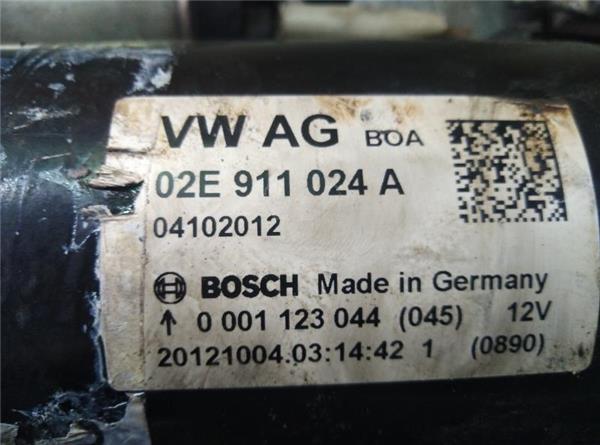 VW AG BOA
02E 911 024 A
04102012
BOSCH Made in Germany
↑ 0 001 123 044 (045) 12V
20121004.03:14:42 1 (0890)